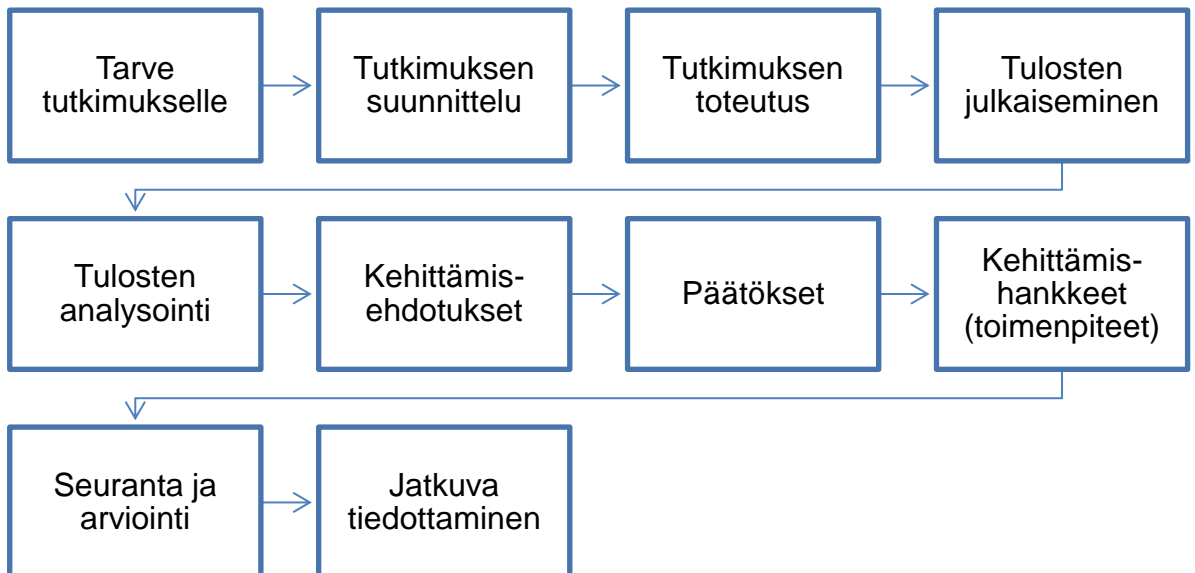 Tarve
tutkimukselle
Tutkimuksen
suunnittelu
Tutkimuksen
toteutus
Tulosten
julkaiseminen
Tulosten
analysointi
Kehittämis-
ehdotukset
Päätökset
Kehittämis-
hankkeet
(toimenpiteet)
Seuranta ja
arviointi
Jatkuva
tiedottaminen